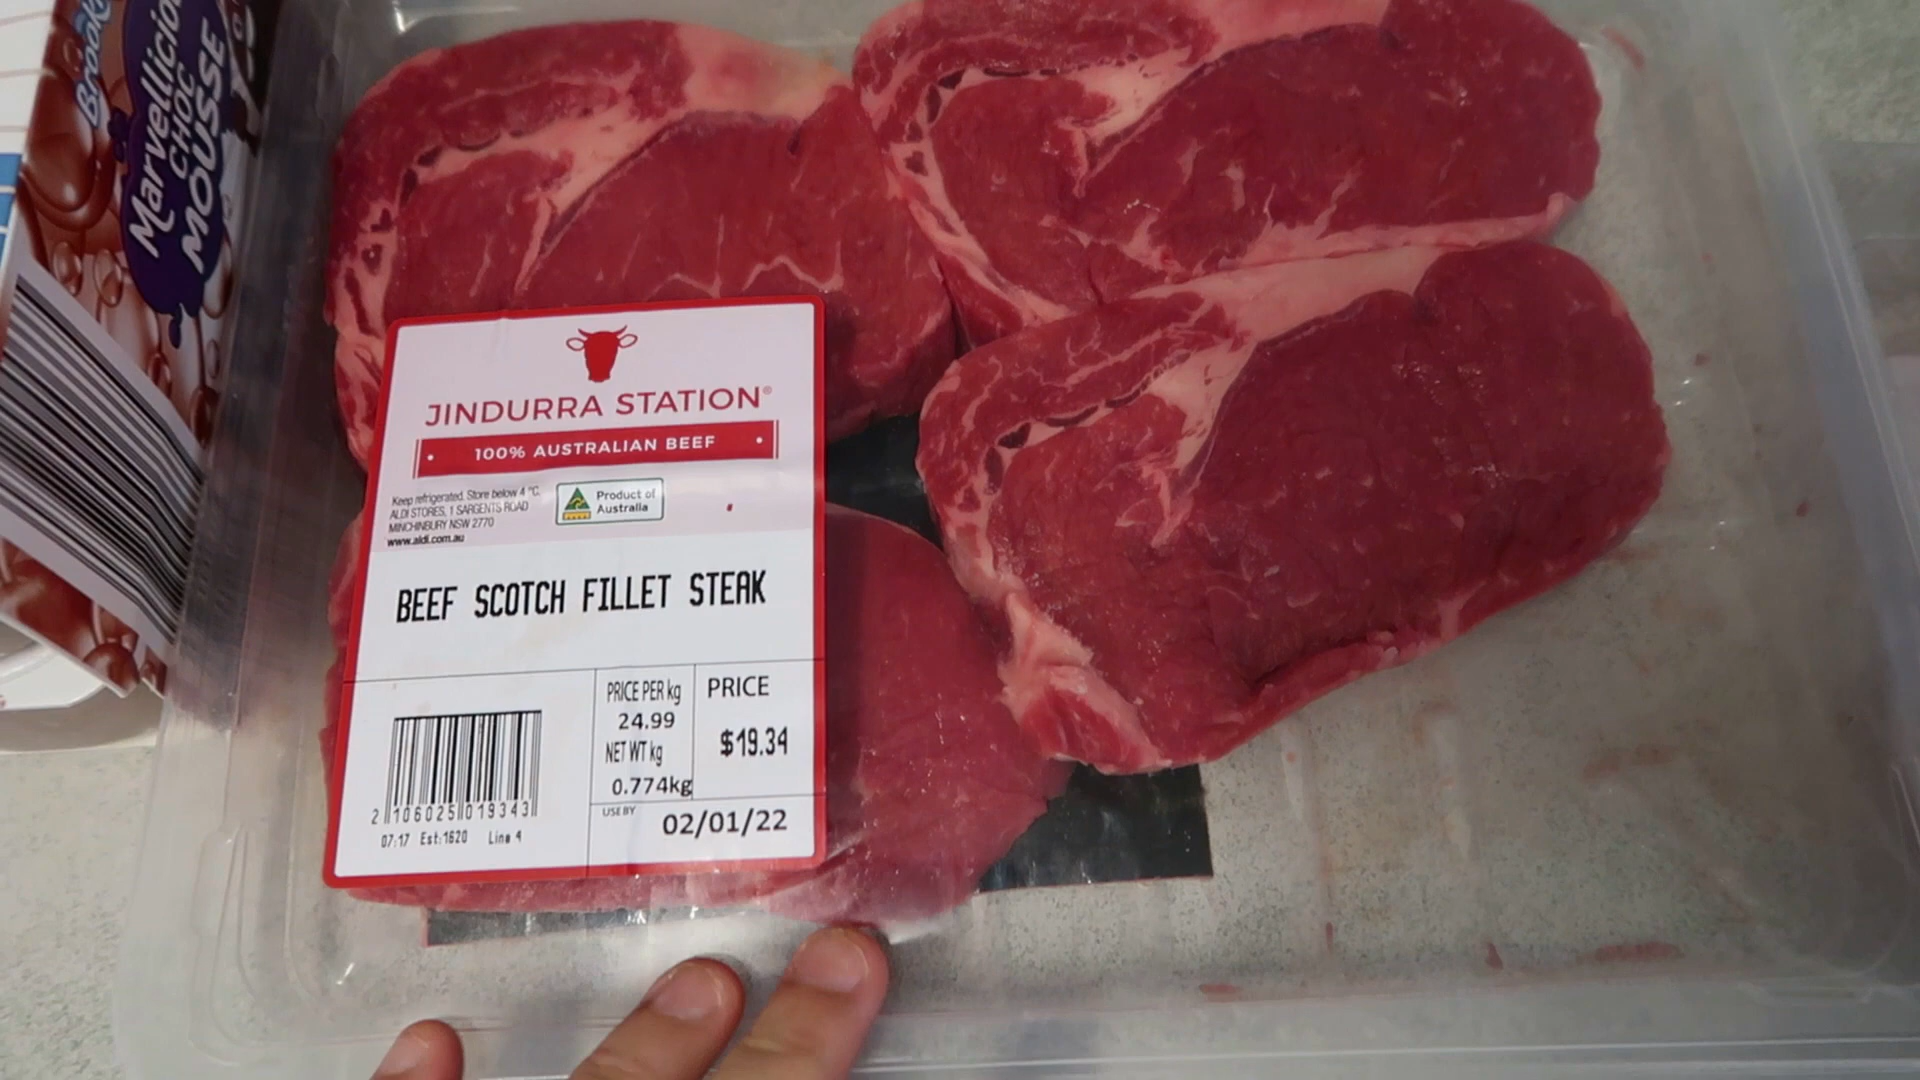 Brook
Marvellicio
CHOC
MOUSSE
JINDURRA STATION®
• 100% AUSTRALIAN BEEF •
Keep refrigerated. Store below 4 °C.
ALDI STORES, 1 SARGENTS ROAD
MINCHINBURY NSW 2770
www.aldi.com.au
Product of
Australia
BEEF SCOTCH FILLET STEAK
PRICE PER kg
24.99
NET WT kg
0.774kg
PRICE
$19.34
USE BY
02/01/22
2 106025 019343
07:17 Est:1620 Line 4